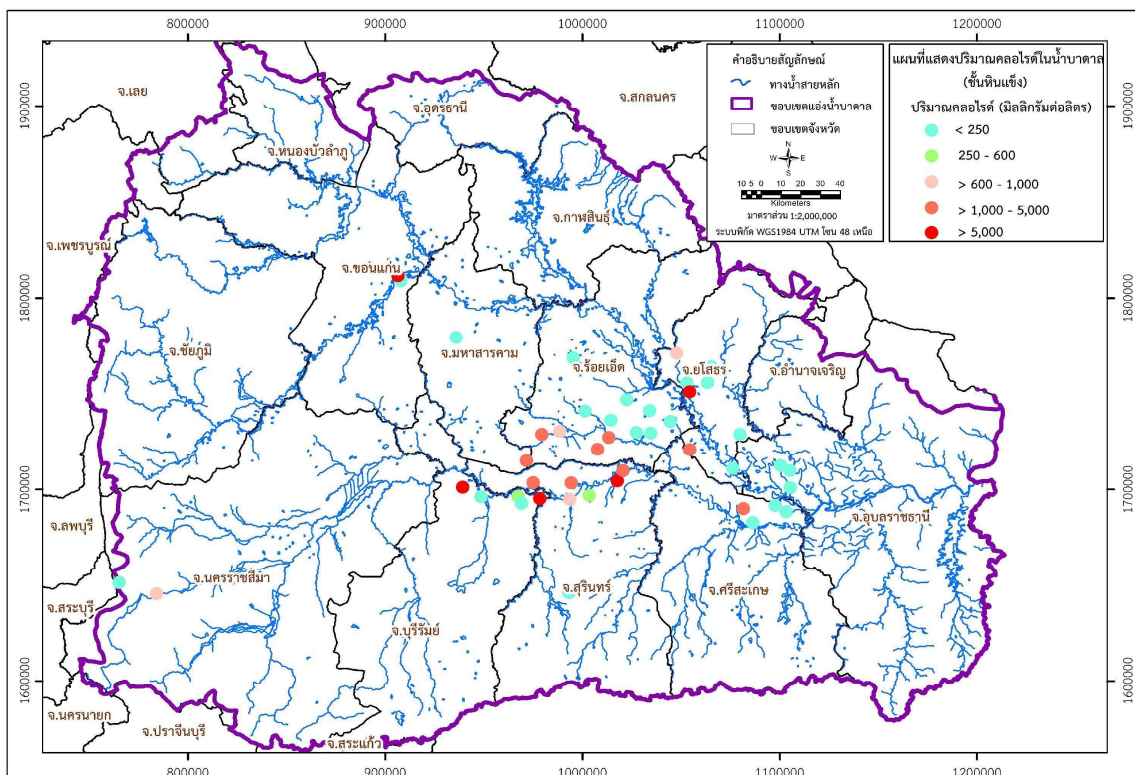 800000 900000 1000000 1100000 1200000
1900000
1800000
1700000
1600000
1900000
1800000
1700000
1600000
จ.เลย
จ.อุดรธานี
จ.สกลนคร
จ.หนองบัวลำภู
จ.กาฬสินธุ์
จ.เพชรบูรณ์
จ.ขอนแก่น
จ.ชัยภูมิ
จ.มหาสารคาม
จ.ร้อยเอ็ด
จ.ยโสธร
จ.อำนาจเจริญ
จ.ลพบุรี
จ.อุบลราชธานี
จ.นครราชสีมา
จ.สระบุรี
จ.สุรินทร์
จ.ศรีสะเกษ
จ.บุรีรัมย์
จ.นครนายก
จ.ปราจีนบุรี
จ.สระแก้ว
คำอธิบายสัญลักษณ์
ทางน้ำสายหลัก
ขอบเขตแอ่งน้ำบาดาล
ขอบเขตจังหวัด
N
W E
S
10 5 0 10 20 30 40
Kilometers
มาตราส่วน 1:2,000,000
ระบบพิกัด WGS1984 UTM โซน 48 เหนือ
แผนที่แสดงปริมาณคลอไรด์ในน้ำบาดาล
(ชั้นหินแข็ง)
ปริมาณคลอไรด์ (มิลลิกรัมต่อลิตร)
< 250
250 - 600
> 600 - 1,000
> 1,000 - 5,000
> 5,000
800000 900000 1000000 1100000 1200000